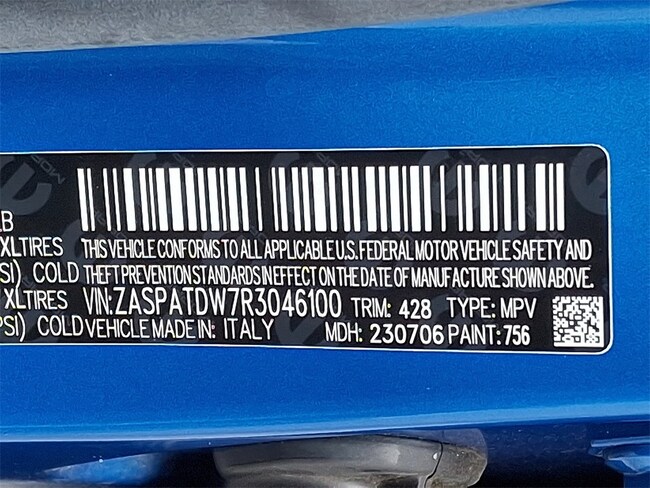 LB
XLTIRES THIS VEHICLE CONFORMS TO ALL APPLICABLE U.S. FEDERAL MOTOR VEHICLE SAFETY AND
PSI) COLD THEFT PREVENTION STANDARDS IN EFFECT ON THE DATE OF MANUFACTURE SHOWN ABOVE.
XLTIRES VIN:ZASPATDW7R3046100 TRIM: 428 TYPE: MPV
PSI) COLD VEHICLE MADE IN ITALY MDH: 230706 PAINT: 756